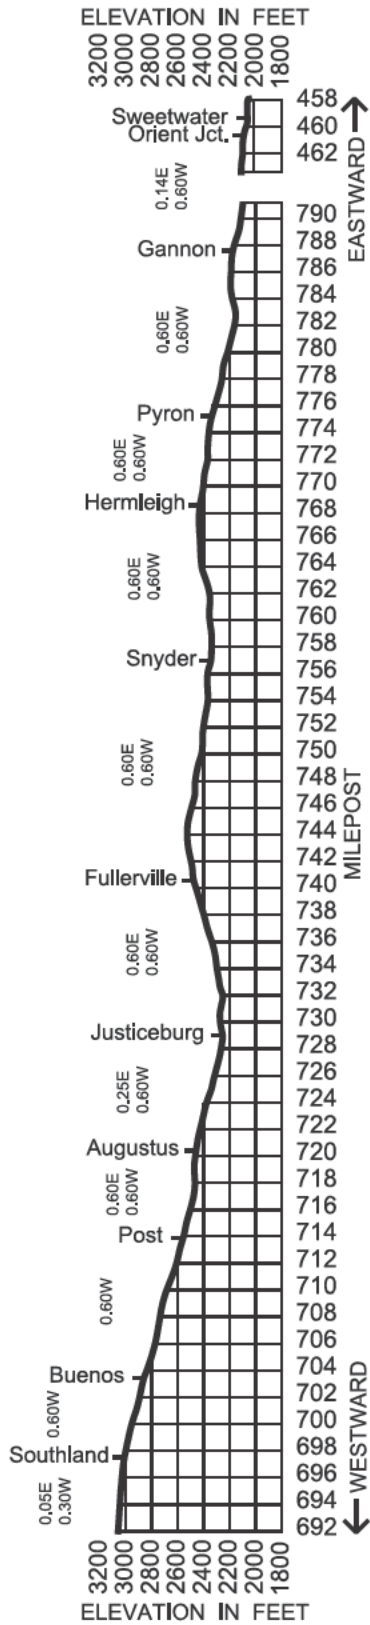 ELEVATION IN FEET
3200 3000 2800 2600 2400 2200 2000 1800
458
Sweetwater
460
Orient Jct.
462
EASTWARD
0.14E
0.60W
790
788
Gannon
786
784
0.60E
0.60W
782
780
778
776
Pyron
774
0.60E
0.60W
772
770
Hermleigh
768
766
764
0.60E
0.60W
762
760
758
Snyder
756
754
752
750
0.60E
0.60W
748
746
744
MILEPOST
742
Fullerville
740
738
736
0.60E
0.60W
734
732
730
Justiceburg
728
726
0.25E
0.60W
724
722
Augustus
720
718
0.60E
0.60W
716
Post
714
712
710
0.60W
708
706
704
Buenos
702
0.60W
700
698
Southland
696
WESTWARD
0.05E
0.30W
694
692
3200 3000 2800 2600 2400 2200 2000 1800
ELEVATION IN FEET